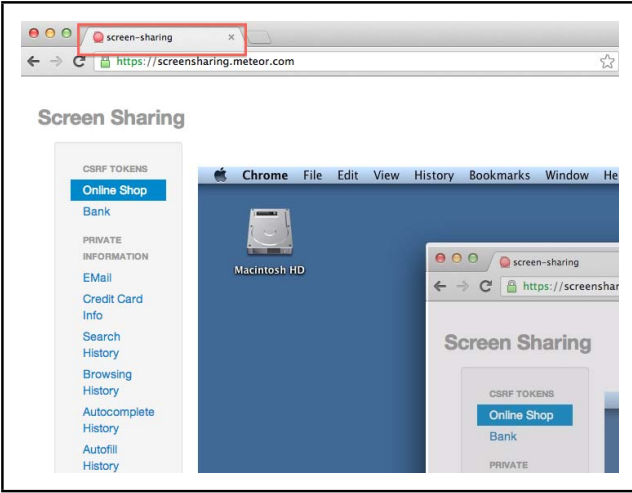 screen-sharing ×
https://screensharing.meteor.com
Screen Sharing
CSRF TOKENS
Online Shop
Bank
PRIVATE
INFORMATION
EMail
Credit Card
Info
Search
History
Browsing
History
Autocomplete
History
Autofill
History
Chrome File Edit View History Bookmarks Window He
Macintosh HD
screen-sharing
https://screenshar
Screen Sharing
CSRF TOKENS
Online Shop
Bank
PRIVATE